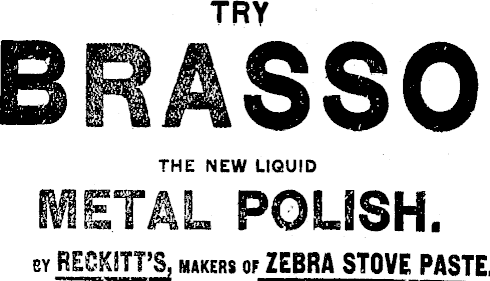 TRY
BRASSO
THE NEW LIQUID
METAL POLISH.
BY RECKITT'S, MAKERS OF ZEBRA STOVE PASTE.